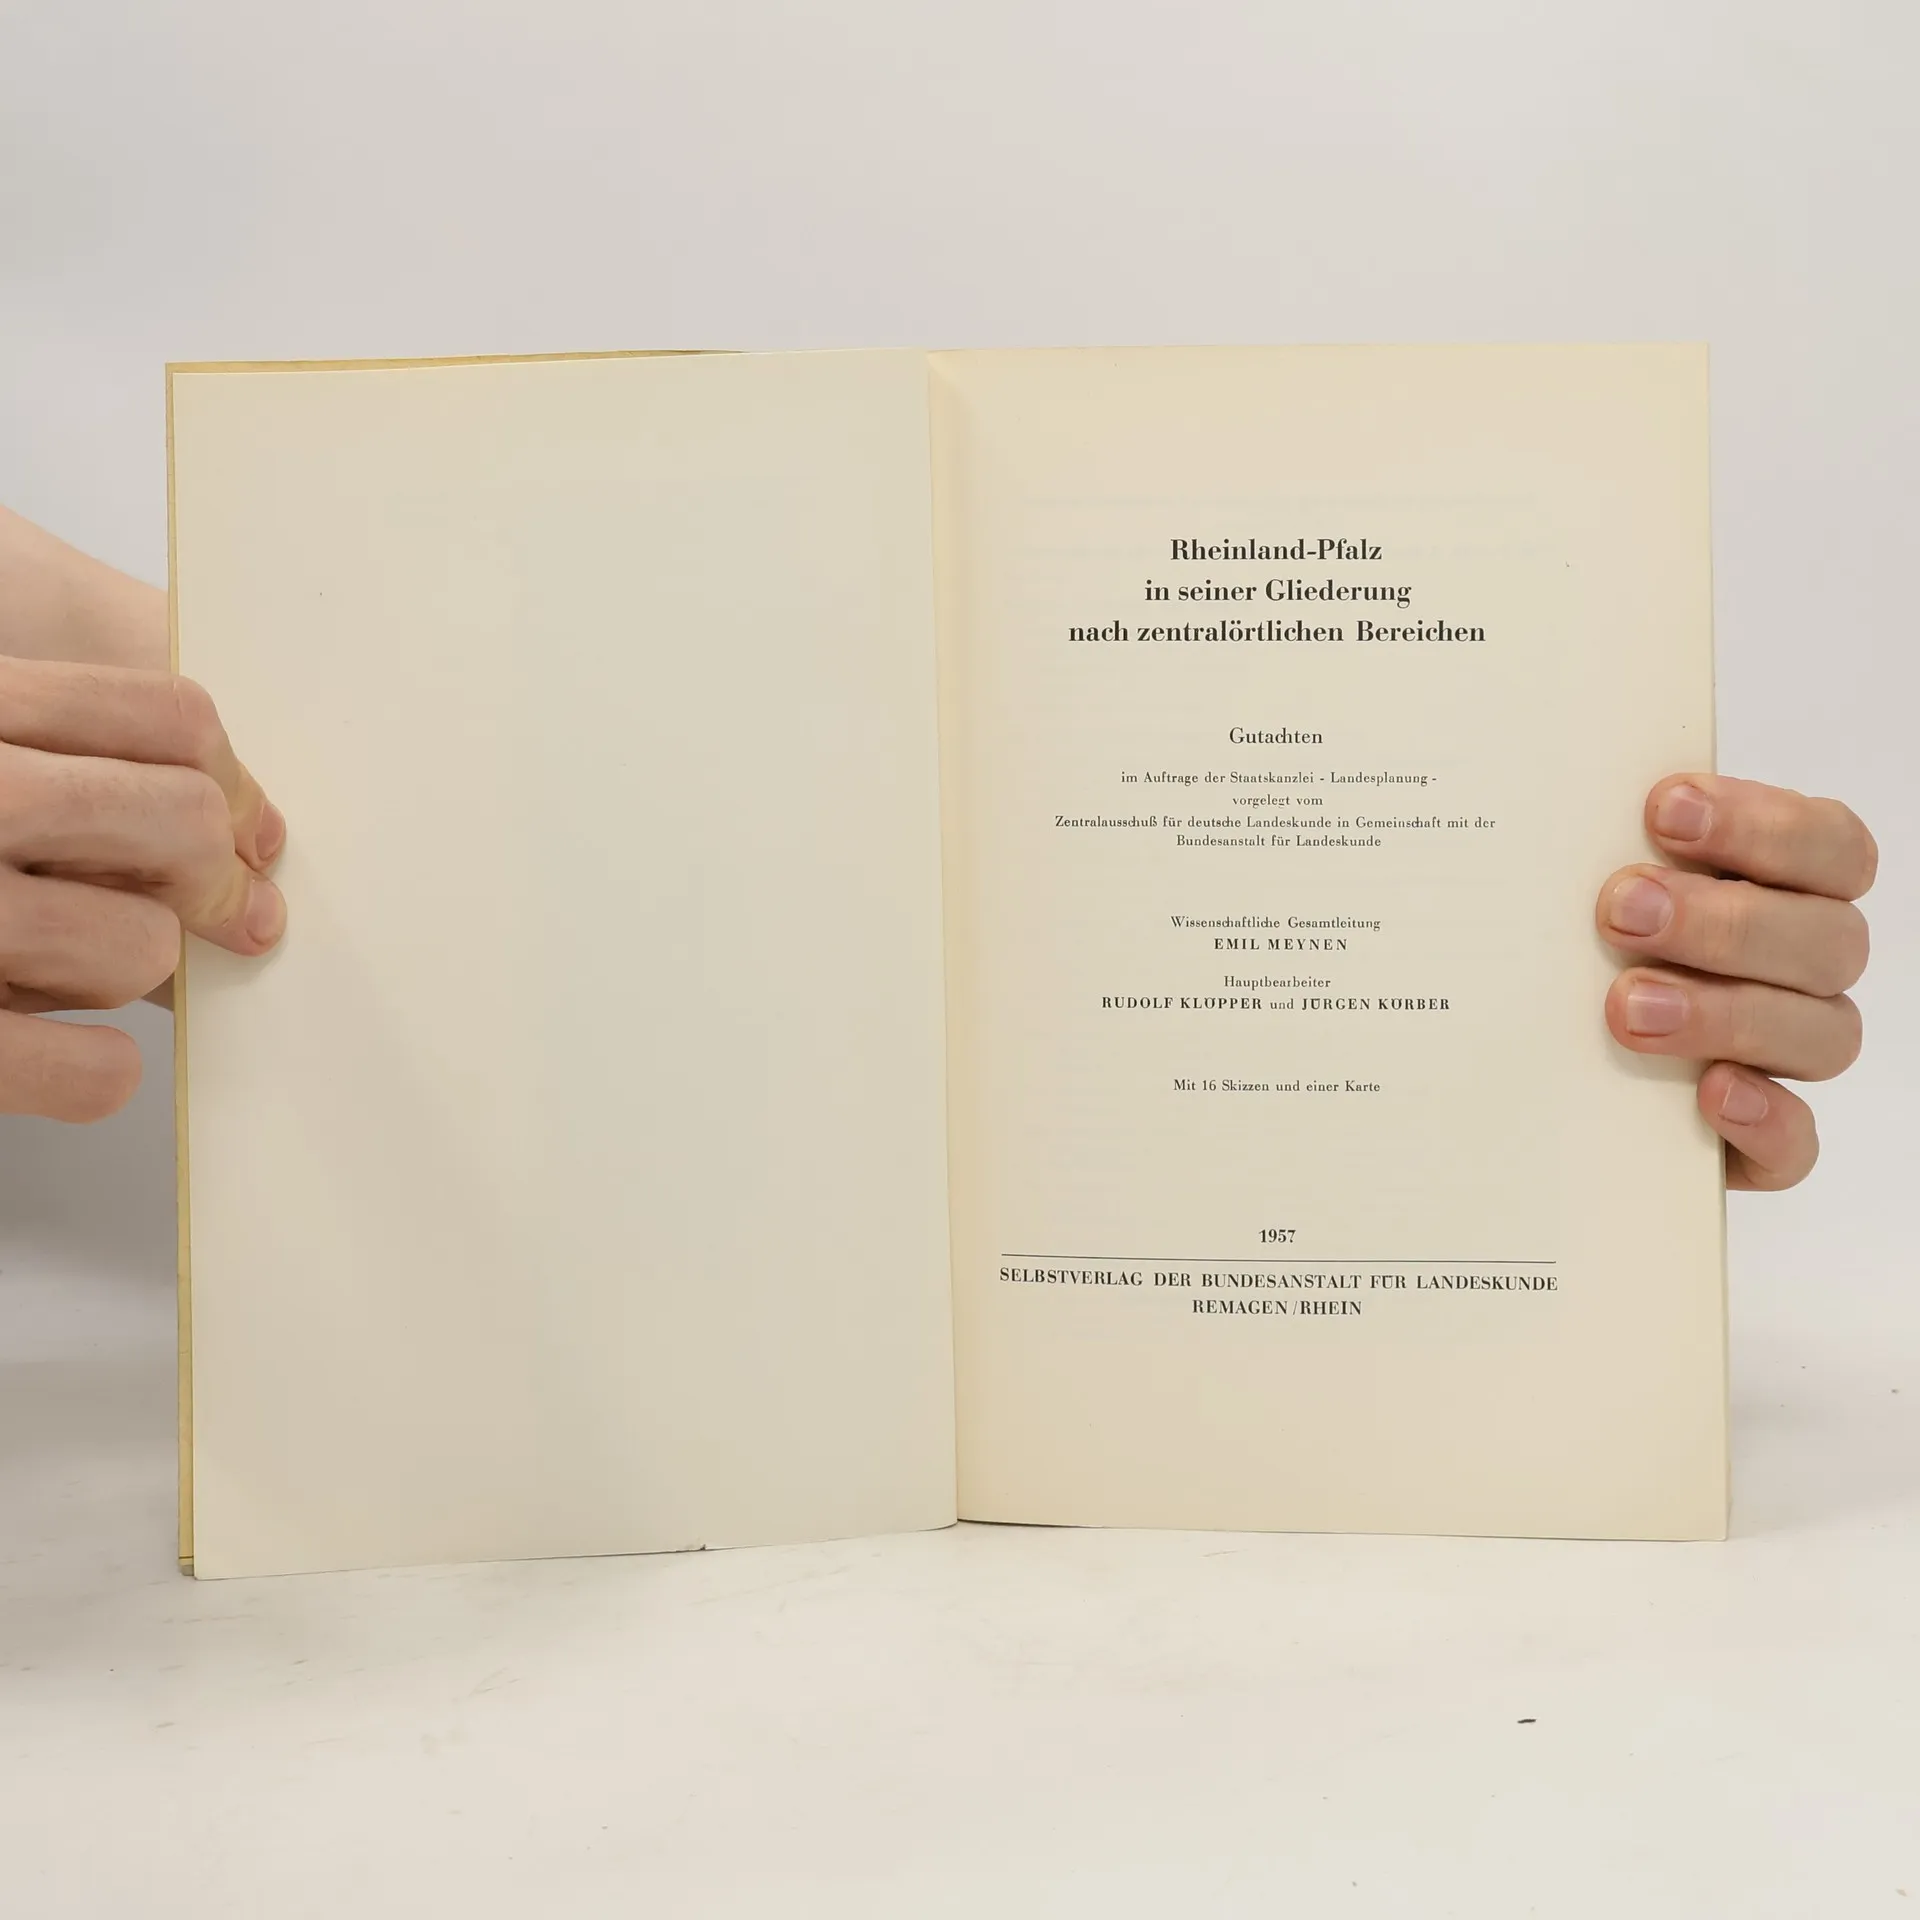 Rheinland-Pfalz
in seiner Gliederung
nach zentralörtlichen Bereichen
Gutachten
im Auftrage der Staatskanzlei - Landesplanung -
vorgelegt vom
Zentralausschuß für deutsche Landeskunde in Gemeinschaft mit der
Bundesanstalt für Landeskunde
Wissenschaftliche Gesamtleitung
EMIL MEYNEN
Hauptbearbeiter
RUDOLF KLÖPPER und JÜRGEN KÖRBER
Mit 16 Skizzen und einer Karte
1957
SELBSTVERLAG DER BUNDESANSTALT FÜR LANDESKUNDE
REMAGEN/RHEIN